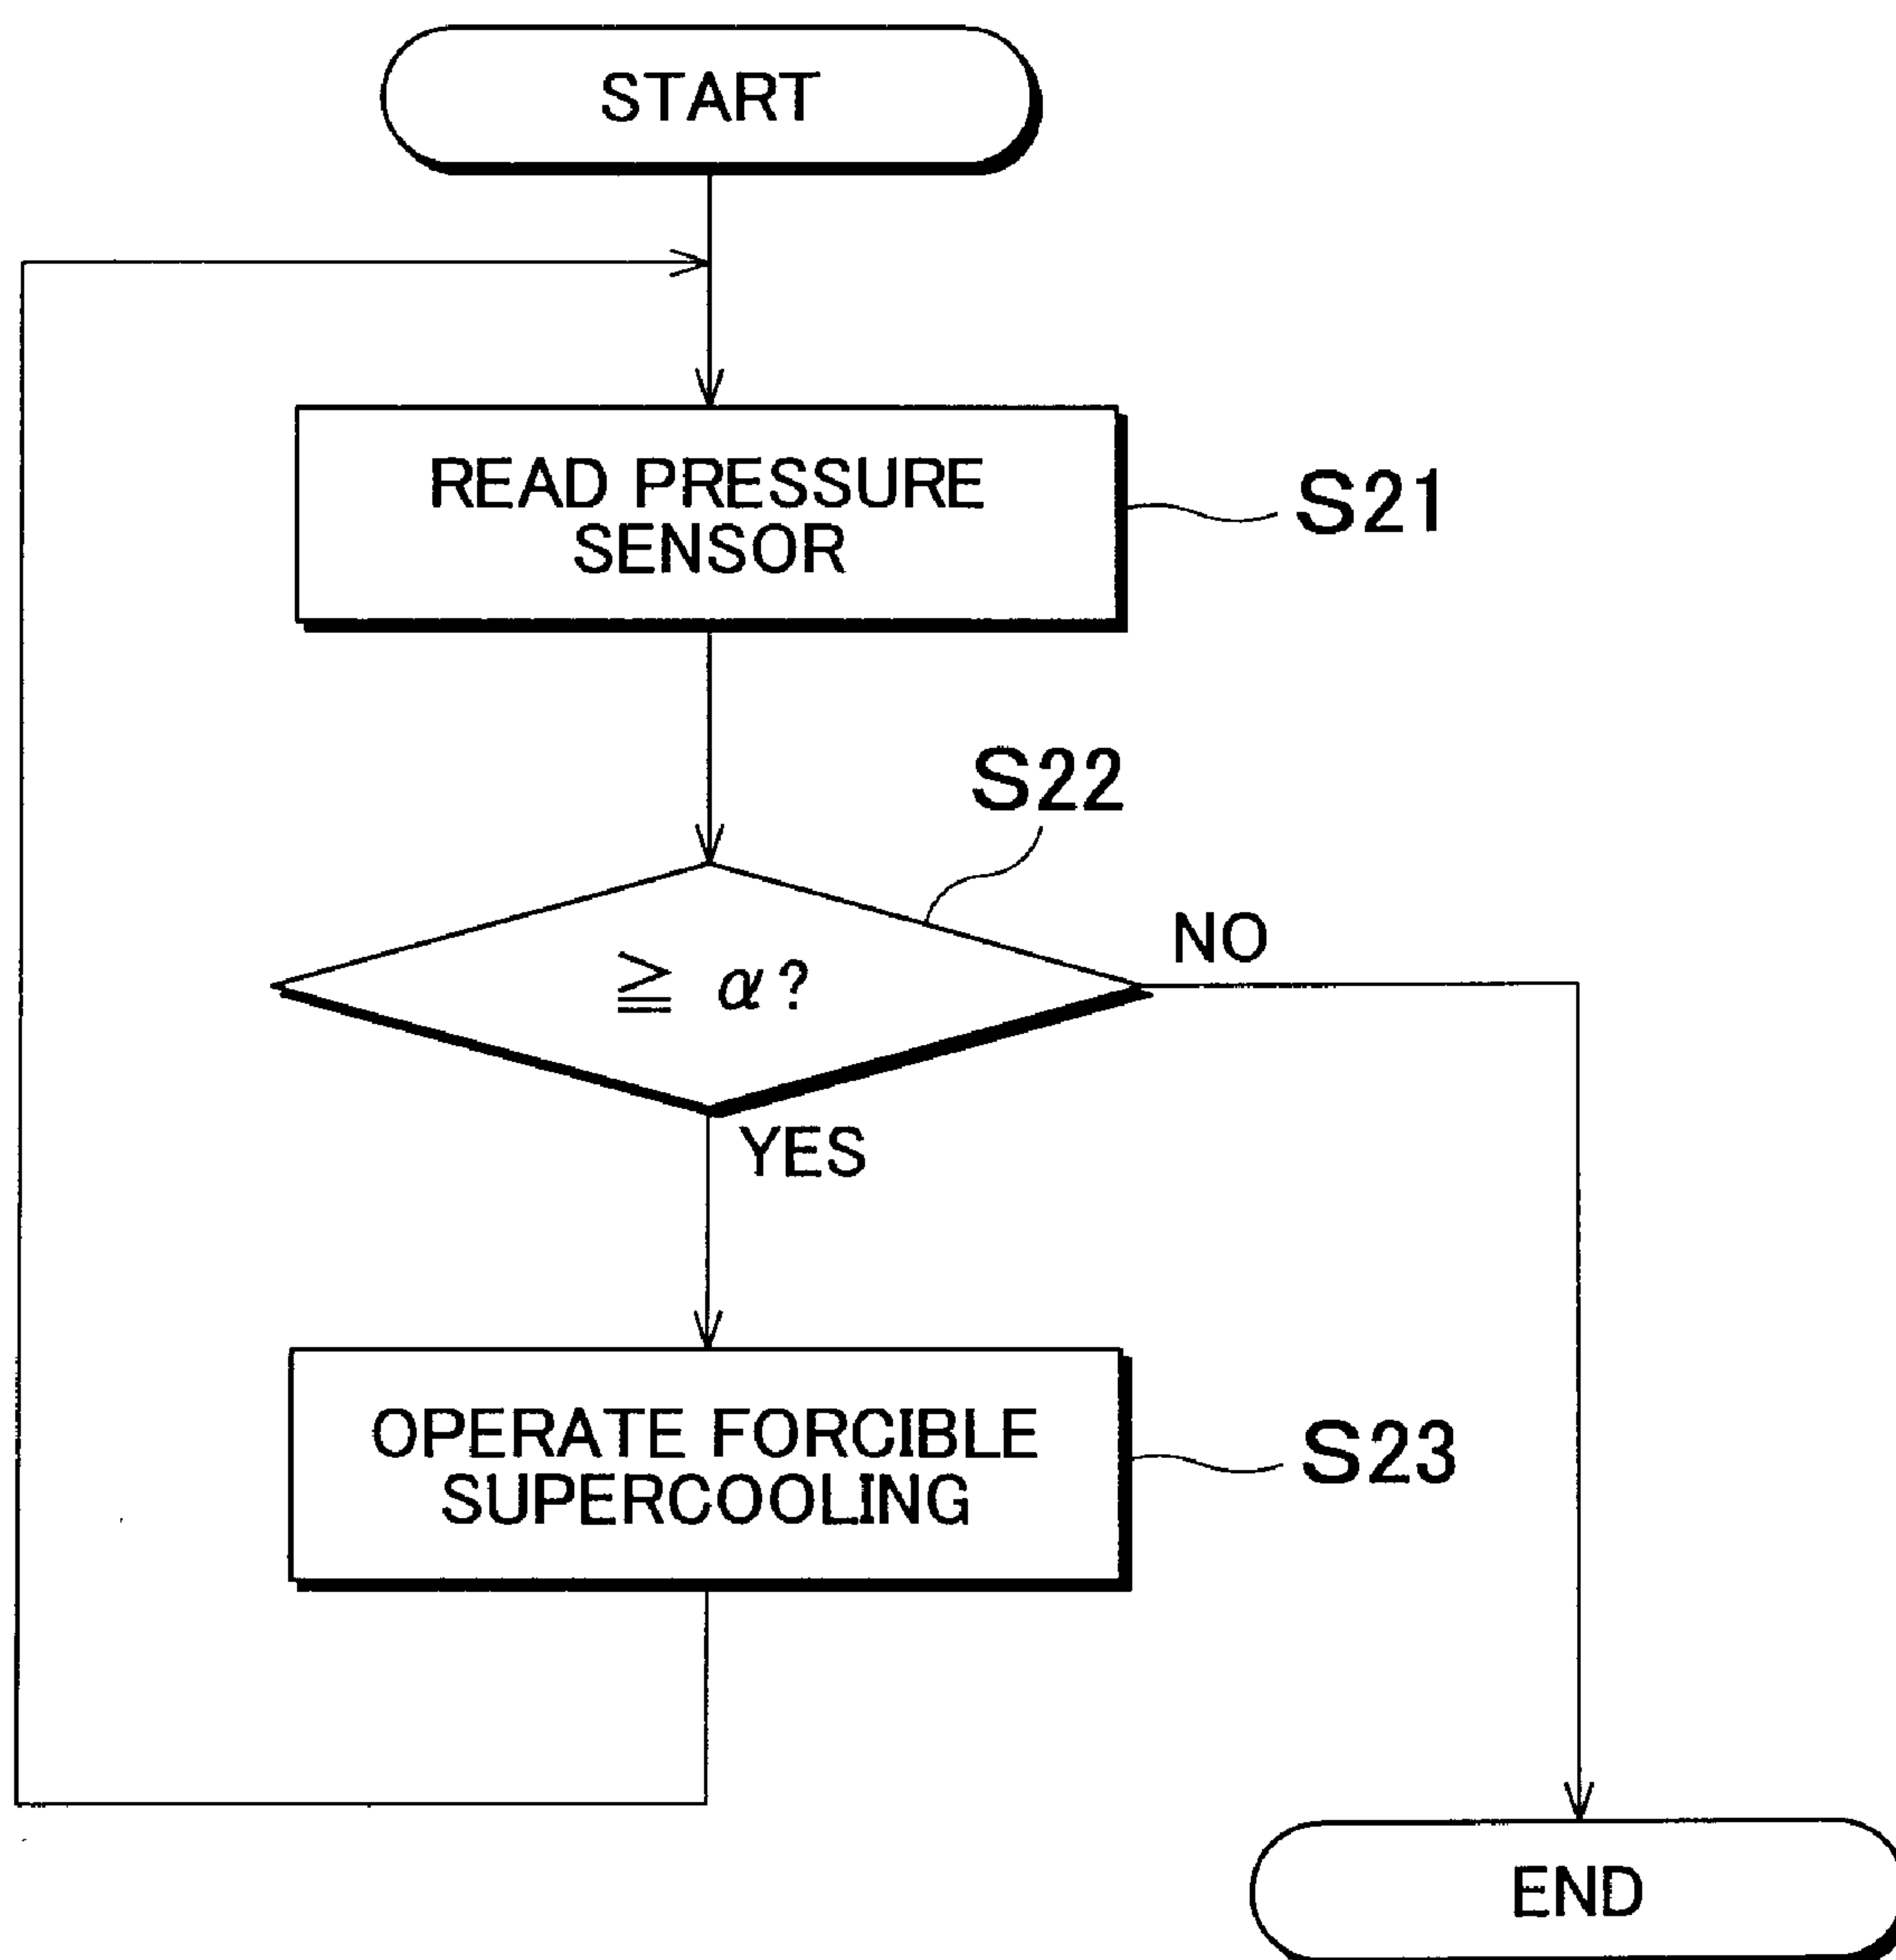 START
READ PRESSURE
SENSOR
S21
S22
≧ α?
NO
YES
OPERATE FORCIBLE
SUPERCOOLING
S23
END